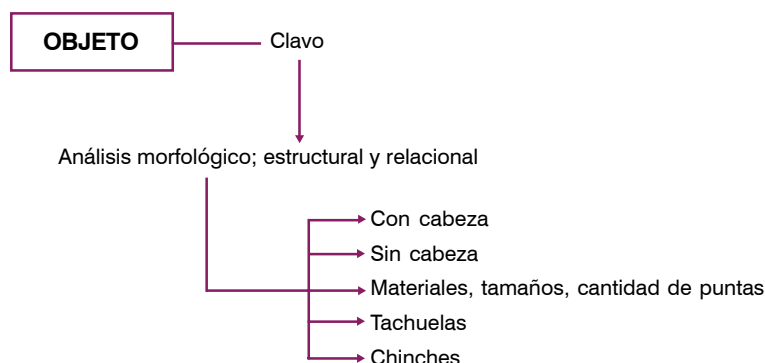 OBJETO
Clavo
Análisis morfológico; estructural y relacional
Con cabeza
Sin cabeza
Materiales, tamaños, cantidad de puntas
Tachuelas
Chinches